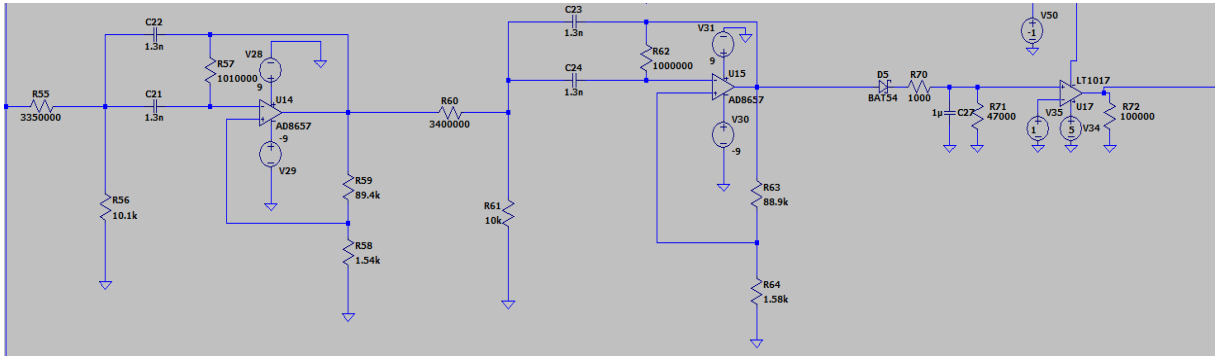 C22
1.3n
R57
1010000
V28
9
R55
3350000
C21
1.3n
U14
AD8657
-9
V29
R56
10.1k
R59
89.4k
R58
1.54k
R60
3400000
C23
1.3n
R62
1000000
V31
9
C24
1.3n
U15
AD8657
V30
-9
R61
10k
R63
88.9k
R64
1.58k
D5
BAT54
R70
1000
1µ
C27
R71
47000
V50
-1
LT1017
U17
V35
1
V34
5
R72
100000